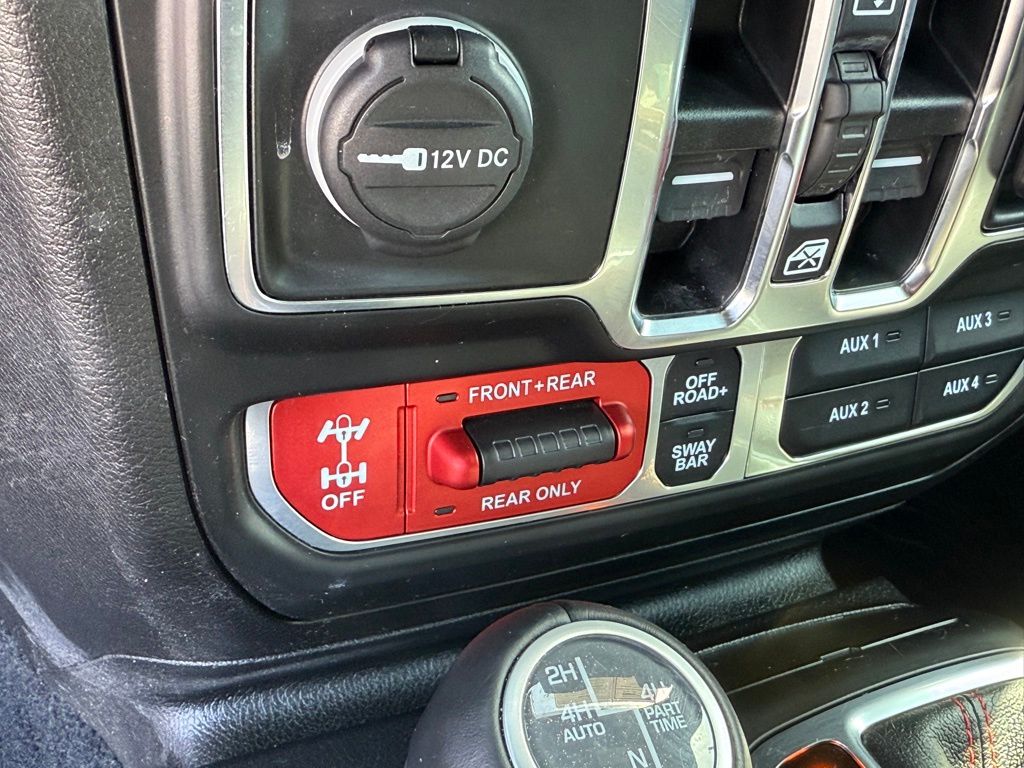 12V DC
FRONT+REAR
OFF
REAR ONLY
OFF
ROAD+
SWAY
BAR
AUX 1
AUX 3
AUX 2
AUX 4
2H
4H
AUTO
4H
PART
TIME
N